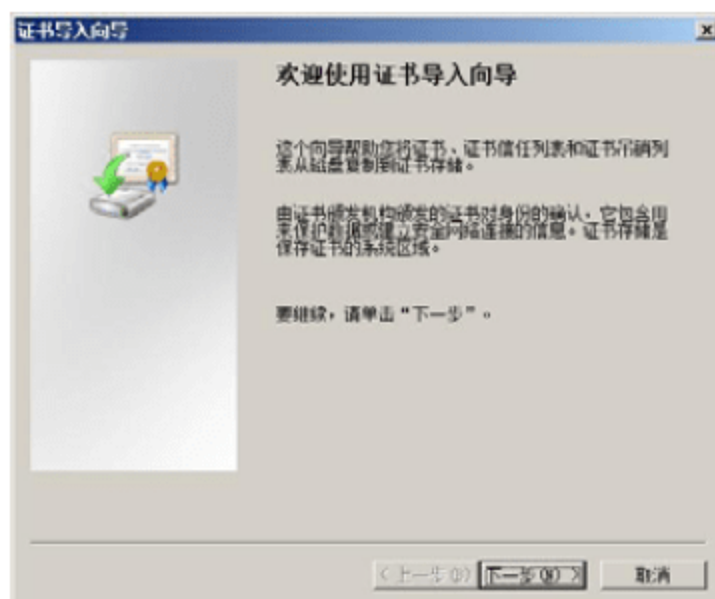 证书导入向导
欢迎使用证书导入向导
这个向导帮助您将证书、证书信任列表和证书吊销列
表从磁盘复制到证书存储。
由证书颁发机构颁发的证书对身份的确认，它包含用
来保护数据或建立安全网络连接的信息。证书存储是
保存证书的系统区域。
要继续，请单击“下一步”。
< 上一步(B)
下一步(N) >
取消